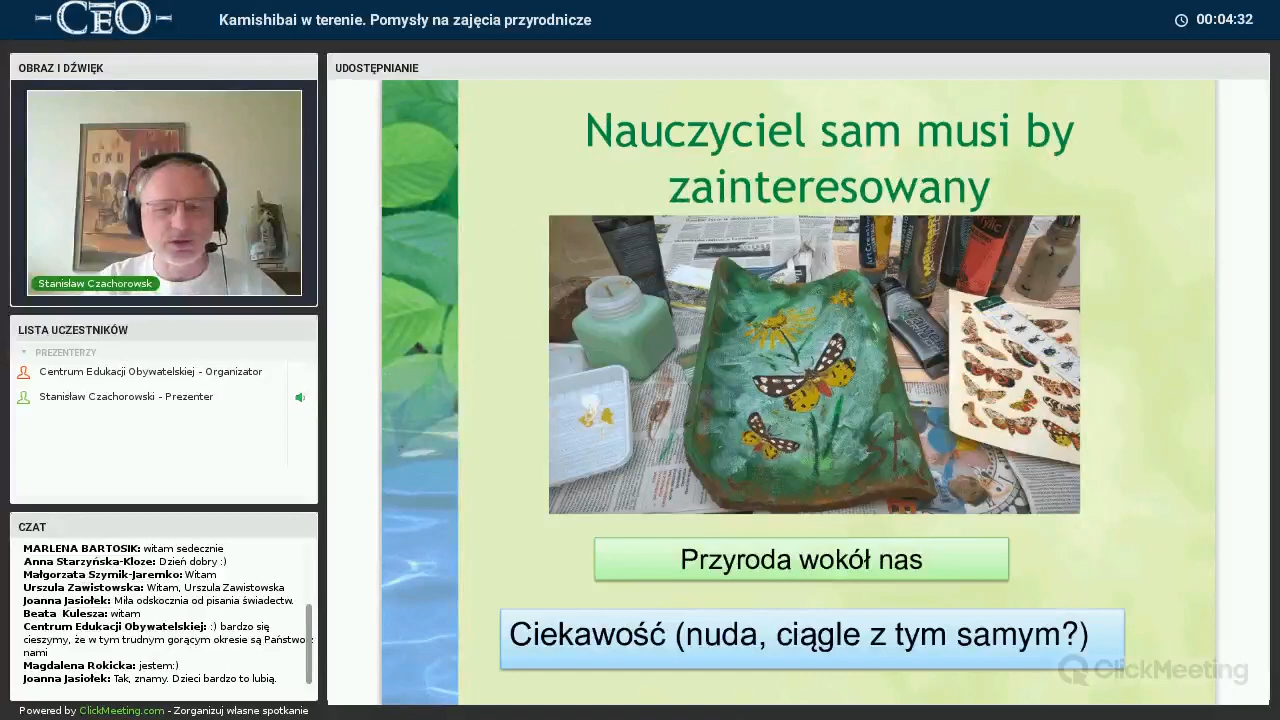 CEO
Kamishibai w terenie. Pomysły na zajęcia przyrodnicze
00:04:32
OBRAZ I DŹWIĘK
Stanisław Czachorowsk
LISTA UCZESTNIKÓW
PREZENTERZY
Centrum Edukacji Obywatelskiej - Organizator
Stanisław Czachorowski - Prezenter
CZAT
MARLENA BARTOSIK: witam sedecznie
Anna Starzyńska-Kloze: Dzień dobry :)
Małgorzata Szymik-Jaremko: Witam
Urszula Zawistowska: Witam, Urszula Zawistowska
Joanna Jasiołek: Miła odskocznia od pisania świadectw.
Beata Kulesza: witam
Centrum Edukacji Obywatelskiej: :) bardzo się
cieszymy, że w tym trudnym gorącym okresie są Państwo z
nami
Magdalena Rokicka: jestem:)
Joanna Jasiołek: Tak, znamy. Dzieci bardzo to lubią.
Powered by ClickMeeting.com - Zorganizuj własne spotkanie
UDOSTĘPNIANIE
Nauczyciel sam musi by
zainteresowany
Przyroda wokół nas
Ciekawość (nuda, ciągle z tym samym?)
ClickMeeting